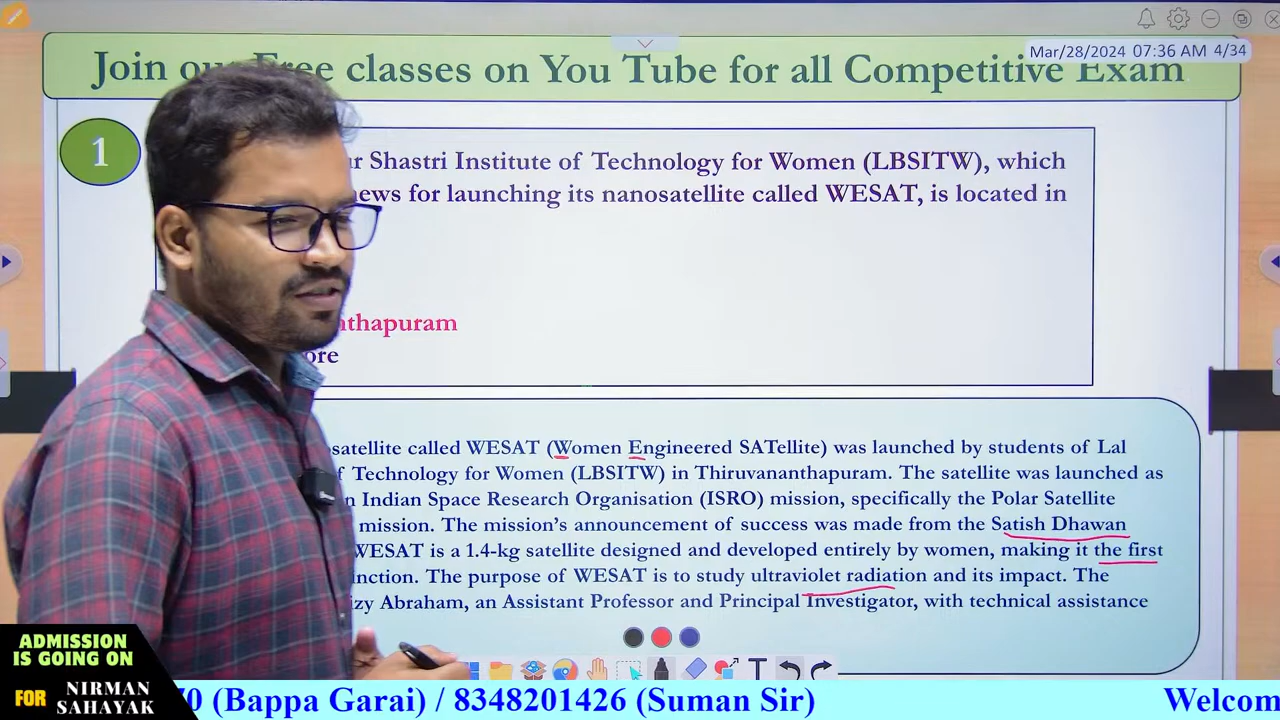 Mar/28/2024 07:36 AM 4/34
Join our Free classes on You Tube for all Competitive Exam
1
Shastri Institute of Technology for Women (LBSITW), which
news for launching its nanosatellite called WESAT, is located in
nthapuram
ore
satellite called WESAT (Women Engineered SATellite) was launched by students of Lal
f Technology for Women (LBSITW) in Thiruvananthapuram. The satellite was launched as
n Indian Space Research Organisation (ISRO) mission, specifically the Polar Satellite
mission. The mission's announcement of success was made from the Satish Dhawan
WESAT is a 1.4-kg satellite designed and developed entirely by women, making it the first
inction. The purpose of WESAT is to study ultraviolet radiation and its impact. The
izy Abraham, an Assistant Professor and Principal Investigator, with technical assistance
ADMISSION
IS GOING ON
FOR NIRMAN
SAHAYAK
0 (Bappa Garai) / 8348201426 (Suman Sir)
Welcom